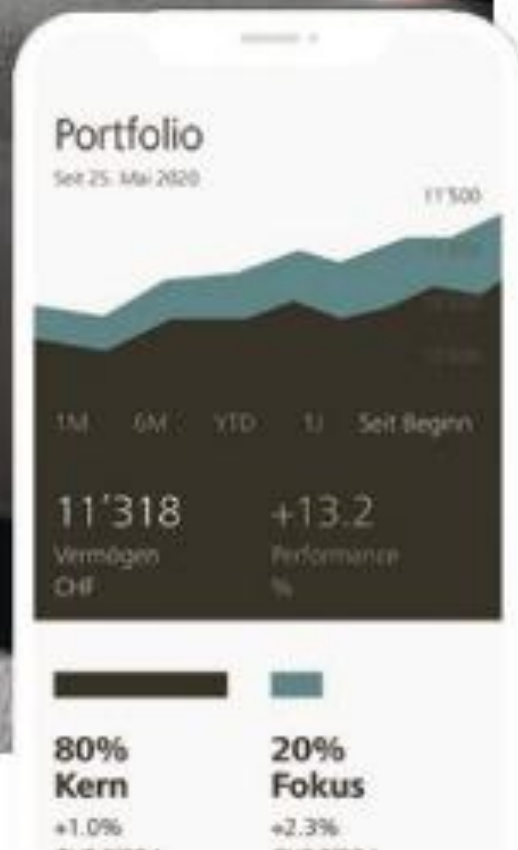 Portfolio
Seit 25. Mai 2020
11'500
1M 6M YTD 1J Seit Beginn
11'318 +13.2
Vermögen Performance
CHF %
80% 20%
Kern Fokus
+1.0% +2.3%